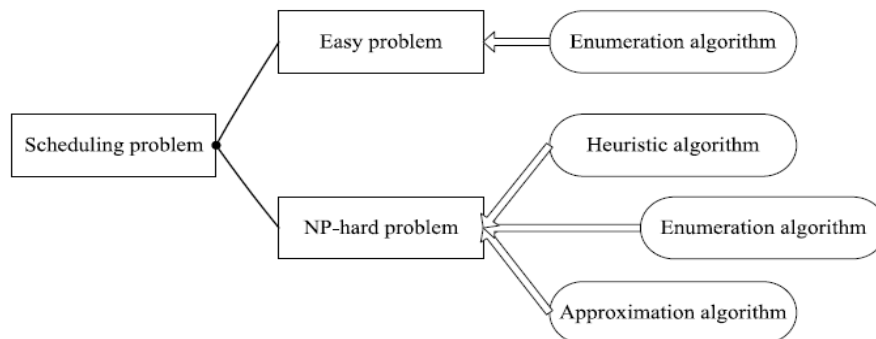 Easy problem
Enumeration algorithm
Scheduling problem
Heuristic algorithm
NP-hard problem
Enumeration algorithm
Approximation algorithm